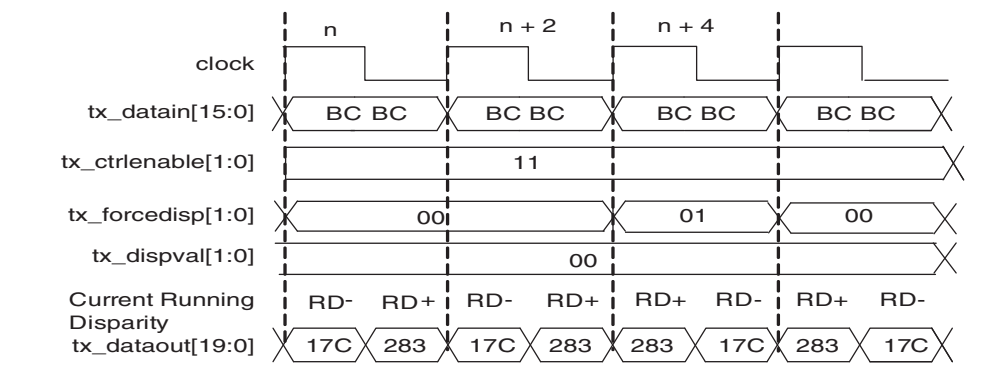 n n + 2 n + 4
clock
tx_datain[15:0] BC BC BC BC BC BC BC BC
tx_ctrlenable[1:0] 11
tx_forcedisp[1:0] 00 01 00
tx_dispval[1:0] 00
Current Running Disparity RD- RD+ RD- RD+ RD+ RD- RD+ RD-
tx_dataout[19:0] 17C 283 17C 283 283 17C 283 17C